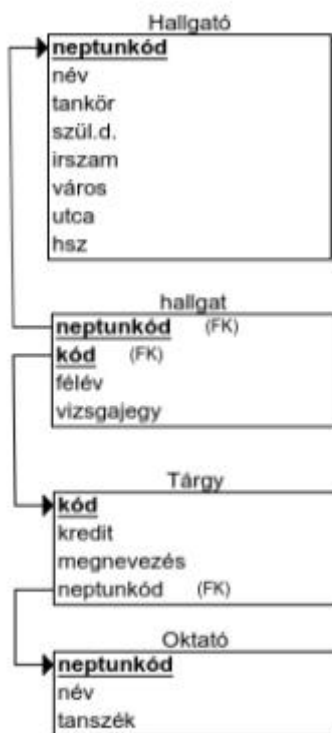 Hallgató
neptunkód
név
tankör
szül.d.
irszam
város
utca
hsz
hallgat
neptunkód (FK)
kód (FK)
félév
vizsgajegy
Tárgy
kód
kredit
megnevezés
neptunkód (FK)
Oktató
neptunkód
név
tanszék